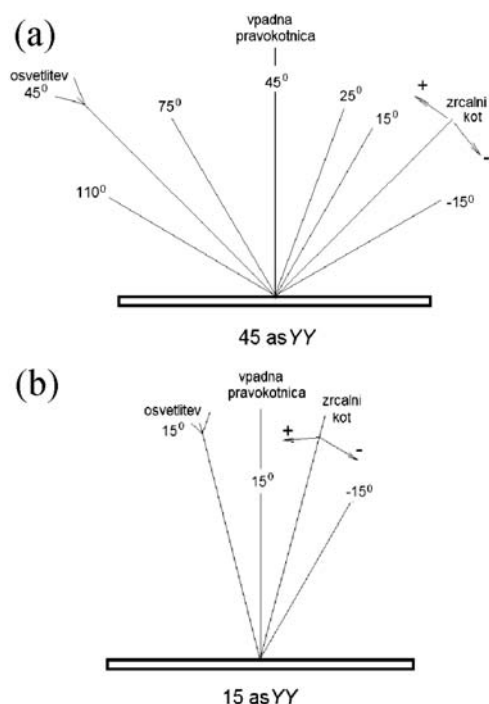 (a)
vpadna
pravokotnica
osvetlitev
45⁰
75⁰
45⁰
25⁰
15⁰
+
zrcalni
kot
-
110⁰
-15⁰
45 asYY
(b)
vpadna
pravokotnica
osvetlitev
15⁰
zrcalni
kot
+
-
15⁰
-15⁰
15 asYY